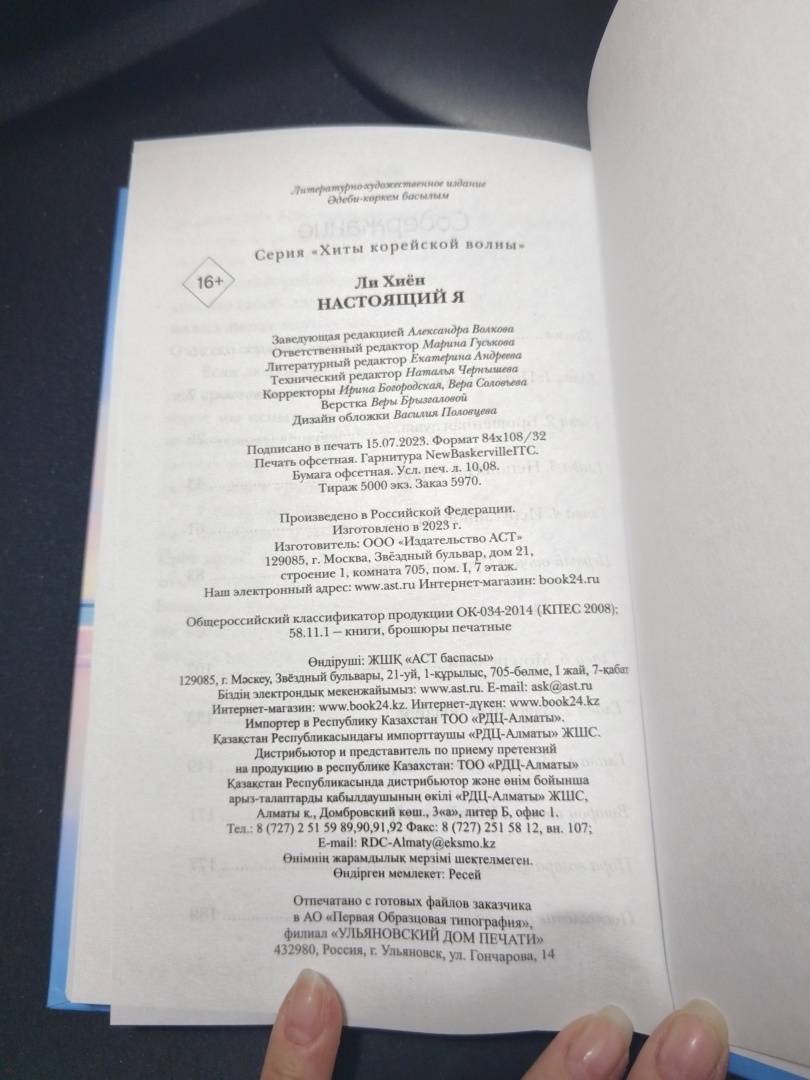 Литературно-художественное издание
Әдеби-көркем басылым
Серия «Хиты корейской волны»
16+
Ли Хиён
НАСТОЯЩИЙ Я
Заведующая редакцией Александра Волкова
Ответственный редактор Марина Гуськова
Литературный редактор Екатерина Андреева
Технический редактор Наталья Чернышева
Корректоры Ирина Богородская, Вера Соловьева
Верстка Веры Брызгаловой
Дизайн обложки Василия Половцева
Подписано в печать 15.07.2023. Формат 84x108/32
Печать офсетная. Гарнитура NewBaskervilleITC.
Бумага офсетная. Усл. печ. л. 10,08.
Тираж 5000 экз. Заказ 5970.
Произведено в Российской Федерации.
Изготовлено в 2023 г.
Изготовитель: ООО «Издательство АСТ»
129085, г. Москва, Звёздный бульвар, дом 21,
строение 1, комната 705, пом. I, 7 этаж.
Наш электронный адрес: www.ast.ru Интернет-магазин: book24.ru
Общероссийский классификатор продукции ОК-034-2014 (КПЕС 2008);
58.11.1 – книги, брошюры печатные
Өндіруші: ЖШҚ «АСТ баспасы»
129085, г. Мәскеу, Звёздный бульвары, 21-үй, 1-құрылыс, 705-бөлме, I жай, 7-қабат
Біздің электрондық мекенжайымыз: www.ast.ru. E-mail: ask@ast.ru
Интернет-магазин: www.book24.kz. Интернет-дүкен: www.book24.kz
Импортер в Республику Казахстан ТОО «РДЦ-Алматы».
Қазақстан Республикасындағы импорттаушы «РДЦ-Алматы» ЖШС.
Дистрибьютор и представитель по приему претензий
на продукцию в республике Казахстан: ТОО «РДЦ-Алматы»
Қазақстан Республикасында дистрибьютор және өнім бойынша
арыз-талаптарды қабылдаушының өкілі «РДЦ-Алматы» ЖШС,
Алматы қ., Домбровский көш., 3«а», литер Б, офис 1.
Тел.: 8 (727) 2 51 59 89,90,91,92 Факс: 8 (727) 251 58 12, вн. 107;
E-mail: RDC-Almaty@eksmo.kz
Өнімнің жарамдылық мерзімі шектелмеген.
Өндірген мемлекет: Ресей
Отпечатано с готовых файлов заказчика
в АО «Первая Образцовая типография»,
филиал «УЛЬЯНОВСКИЙ ДОМ ПЕЧАТИ»
432980, Россия, г. Ульяновск, ул. Гончарова, 14